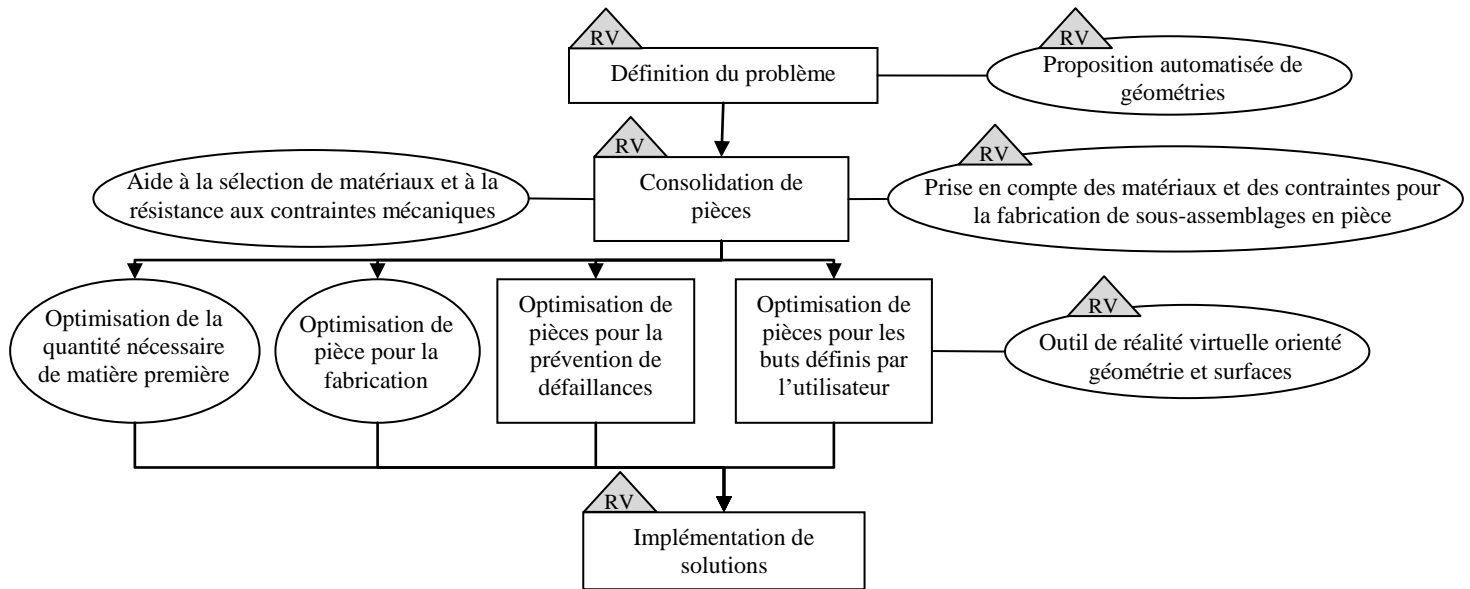 RV
Définition du problème
RV
Proposition automatisée de
géométries
RV
Consolidation de
pièces
Aide à la sélection de matériaux et à la
résistance aux contraintes mécaniques
RV
Prise en compte des matériaux et des contraintes pour
la fabrication de sous-assemblages en pièce
Optimisation de la
quantité nécessaire
de matière première
Optimisation de
pièce pour la
fabrication
Optimisation de
pièces pour la
prévention de
défaillances
Optimisation de
pièces pour les
buts définis par
l’utilisateur
RV
Outil de réalité virtuelle orienté
géométrie et surfaces
RV
Implémentation de
solutions